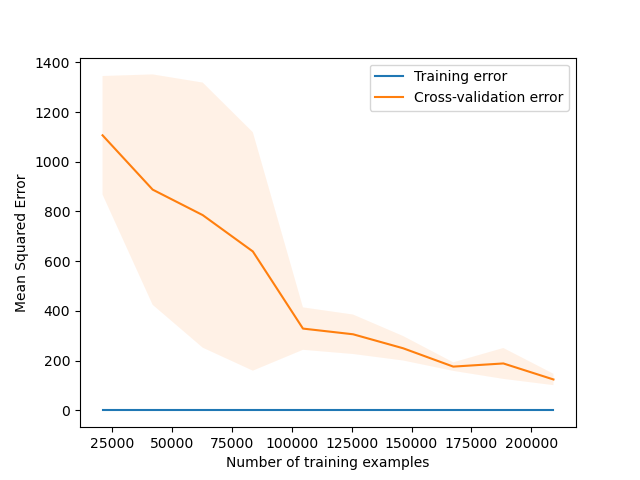 1400
1200
1000
800
600
400
200
0
Mean Squared Error
Training error
Cross-validation error
25000 50000 75000 100000 125000 150000 175000 200000
Number of training examples